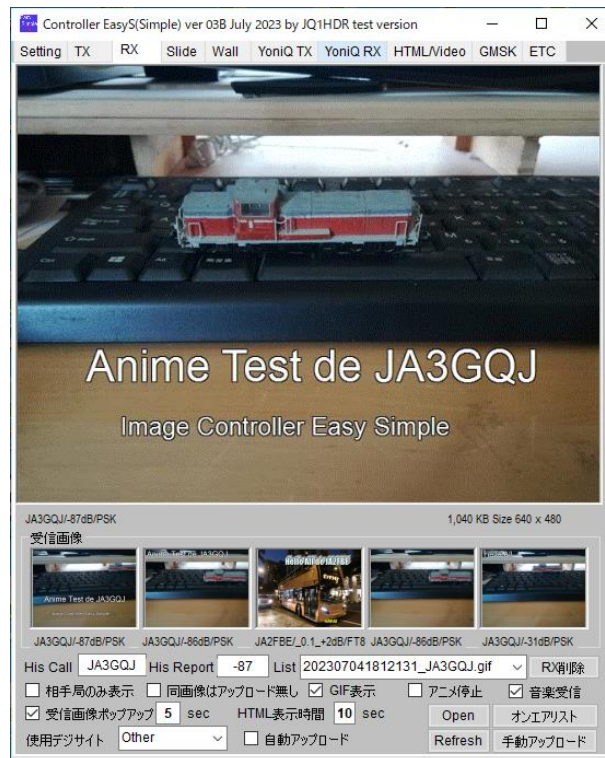 Controller EasyS(Simple) ver 03B July 2023 by JQ1HDR test version
Setting TX RX Slide Wall YoniQ TX YoniQ RX HTML/Video GMSK ETC
Anime Test de JA3GQJ
Image Controller Easy Simple
JA3GQJ/-87dB/PSK 1,040 KB Size 640 x 480
受信画像
Anime Test de JA3GQJ
Hello All de JA2FBE
JA3GQJ/-87dB/PSK JA3GQJ/-86dB/PSK JA2FBE/_0.1_+2dB/FT8 JA3GQJ/-86dB/PSK JA3GQJ/-31dB/PSK
His Call JA3GQJ His Report -87 List 202307041812131_JA3GQJ.gif RX削除
相手局のみ表示 同画像はアップロード無し GIF表示 アニメ停止 音楽受信
受信画像ポップアップ 5 sec HTML表示時間 10 sec Open オンエアリスト
使用デジサイト Other 自動アップロード Refresh 手動アップロード